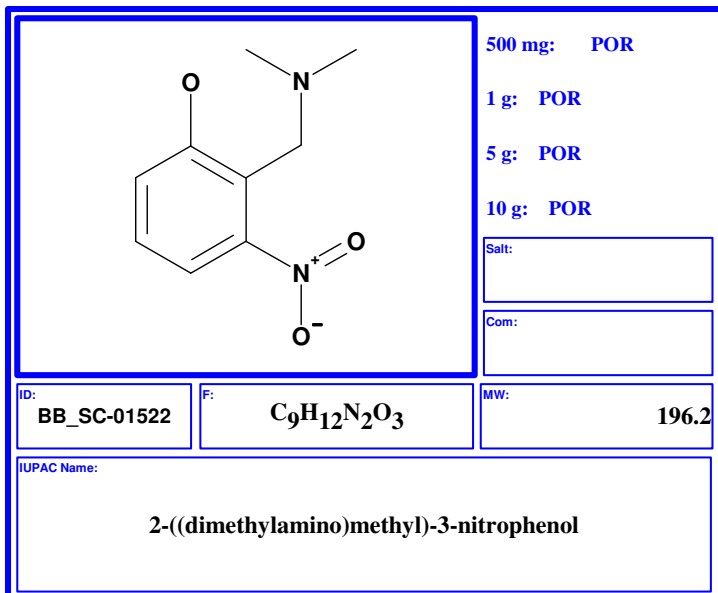 O
N
N+
O
O−
500 mg: POR
1 g: POR
5 g: POR
10 g: POR
Salt:
Com:
ID:
BB_SC-01522
F:
C9H12N2O3
MW:
196.2
IUPAC Name:
2-((dimethylamino)methyl)-3-nitrophenol